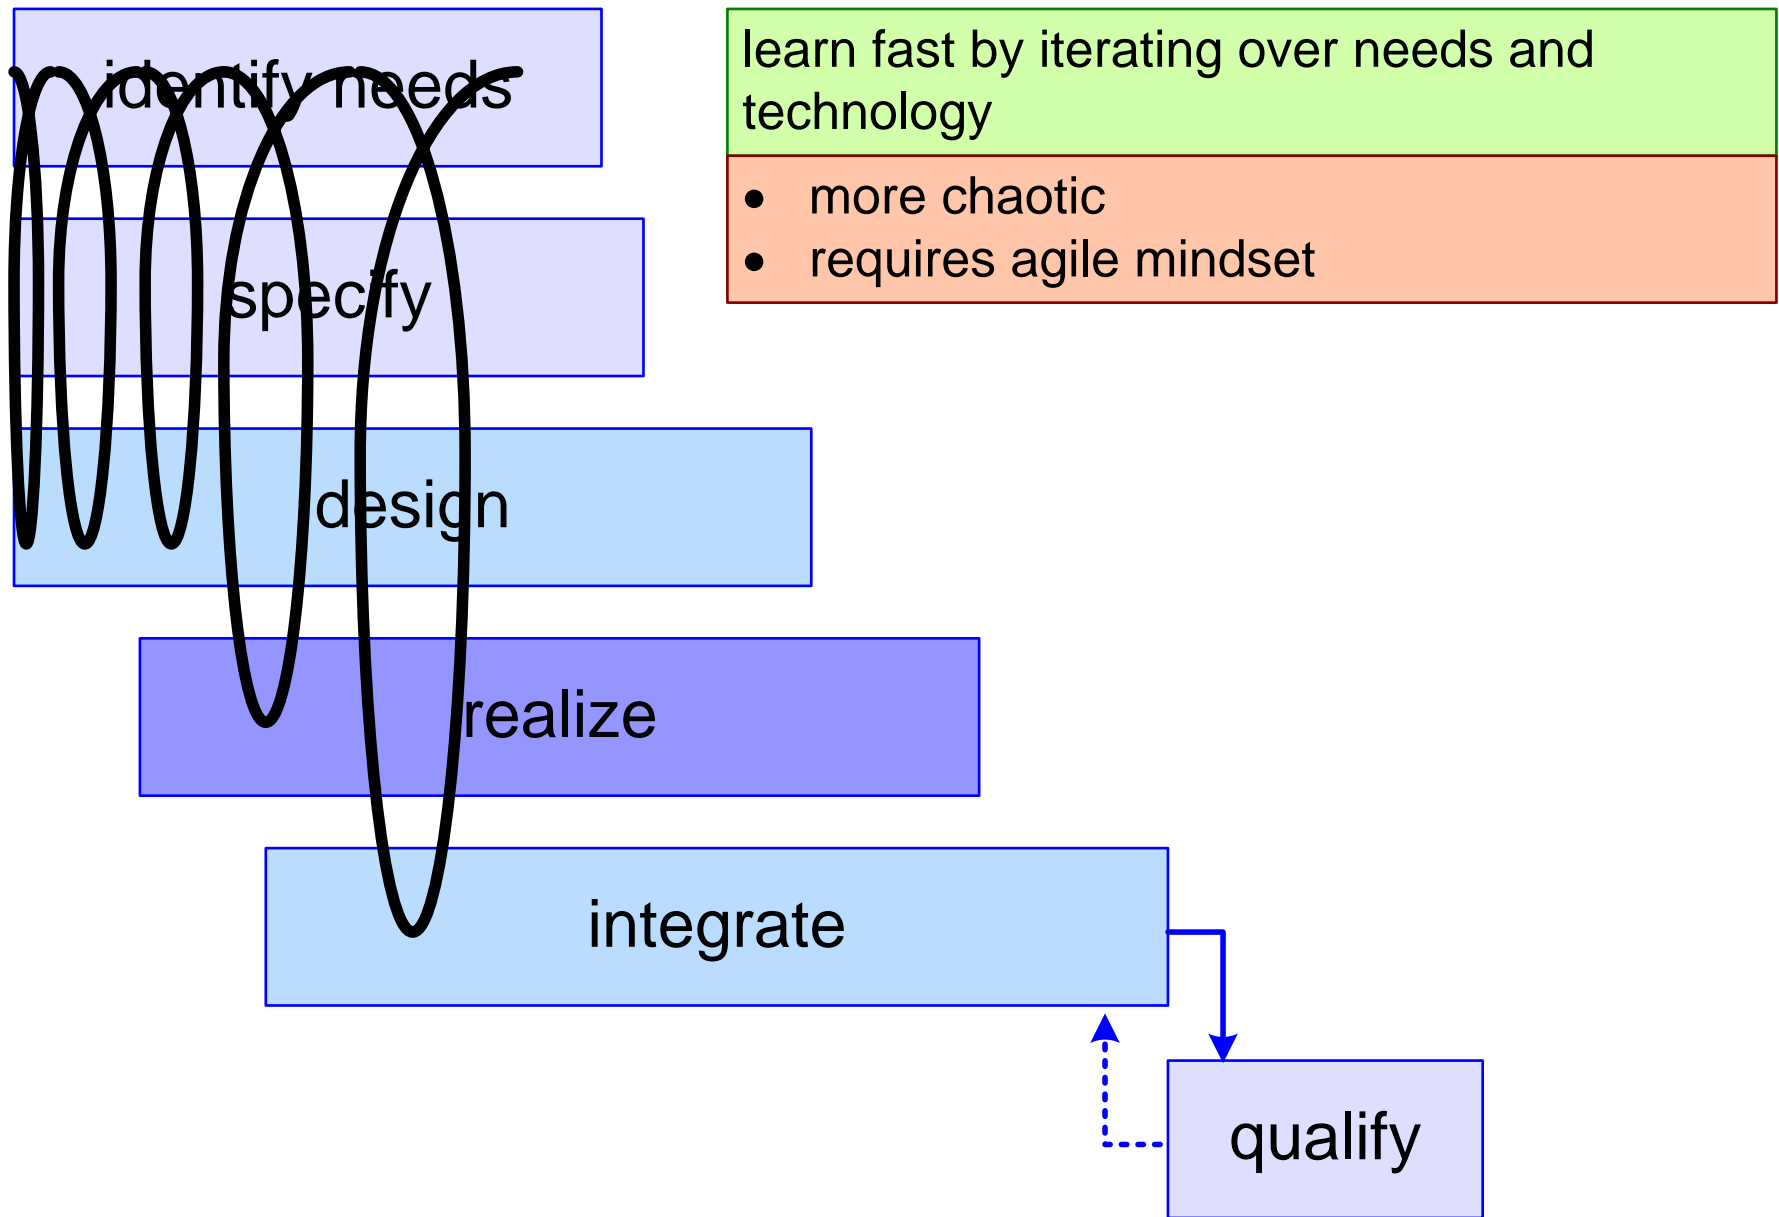 identify needs
learn fast by iterating over needs and
technology
• more chaotic
• requires agile mindset
specify
design
realize
integrate
qualify